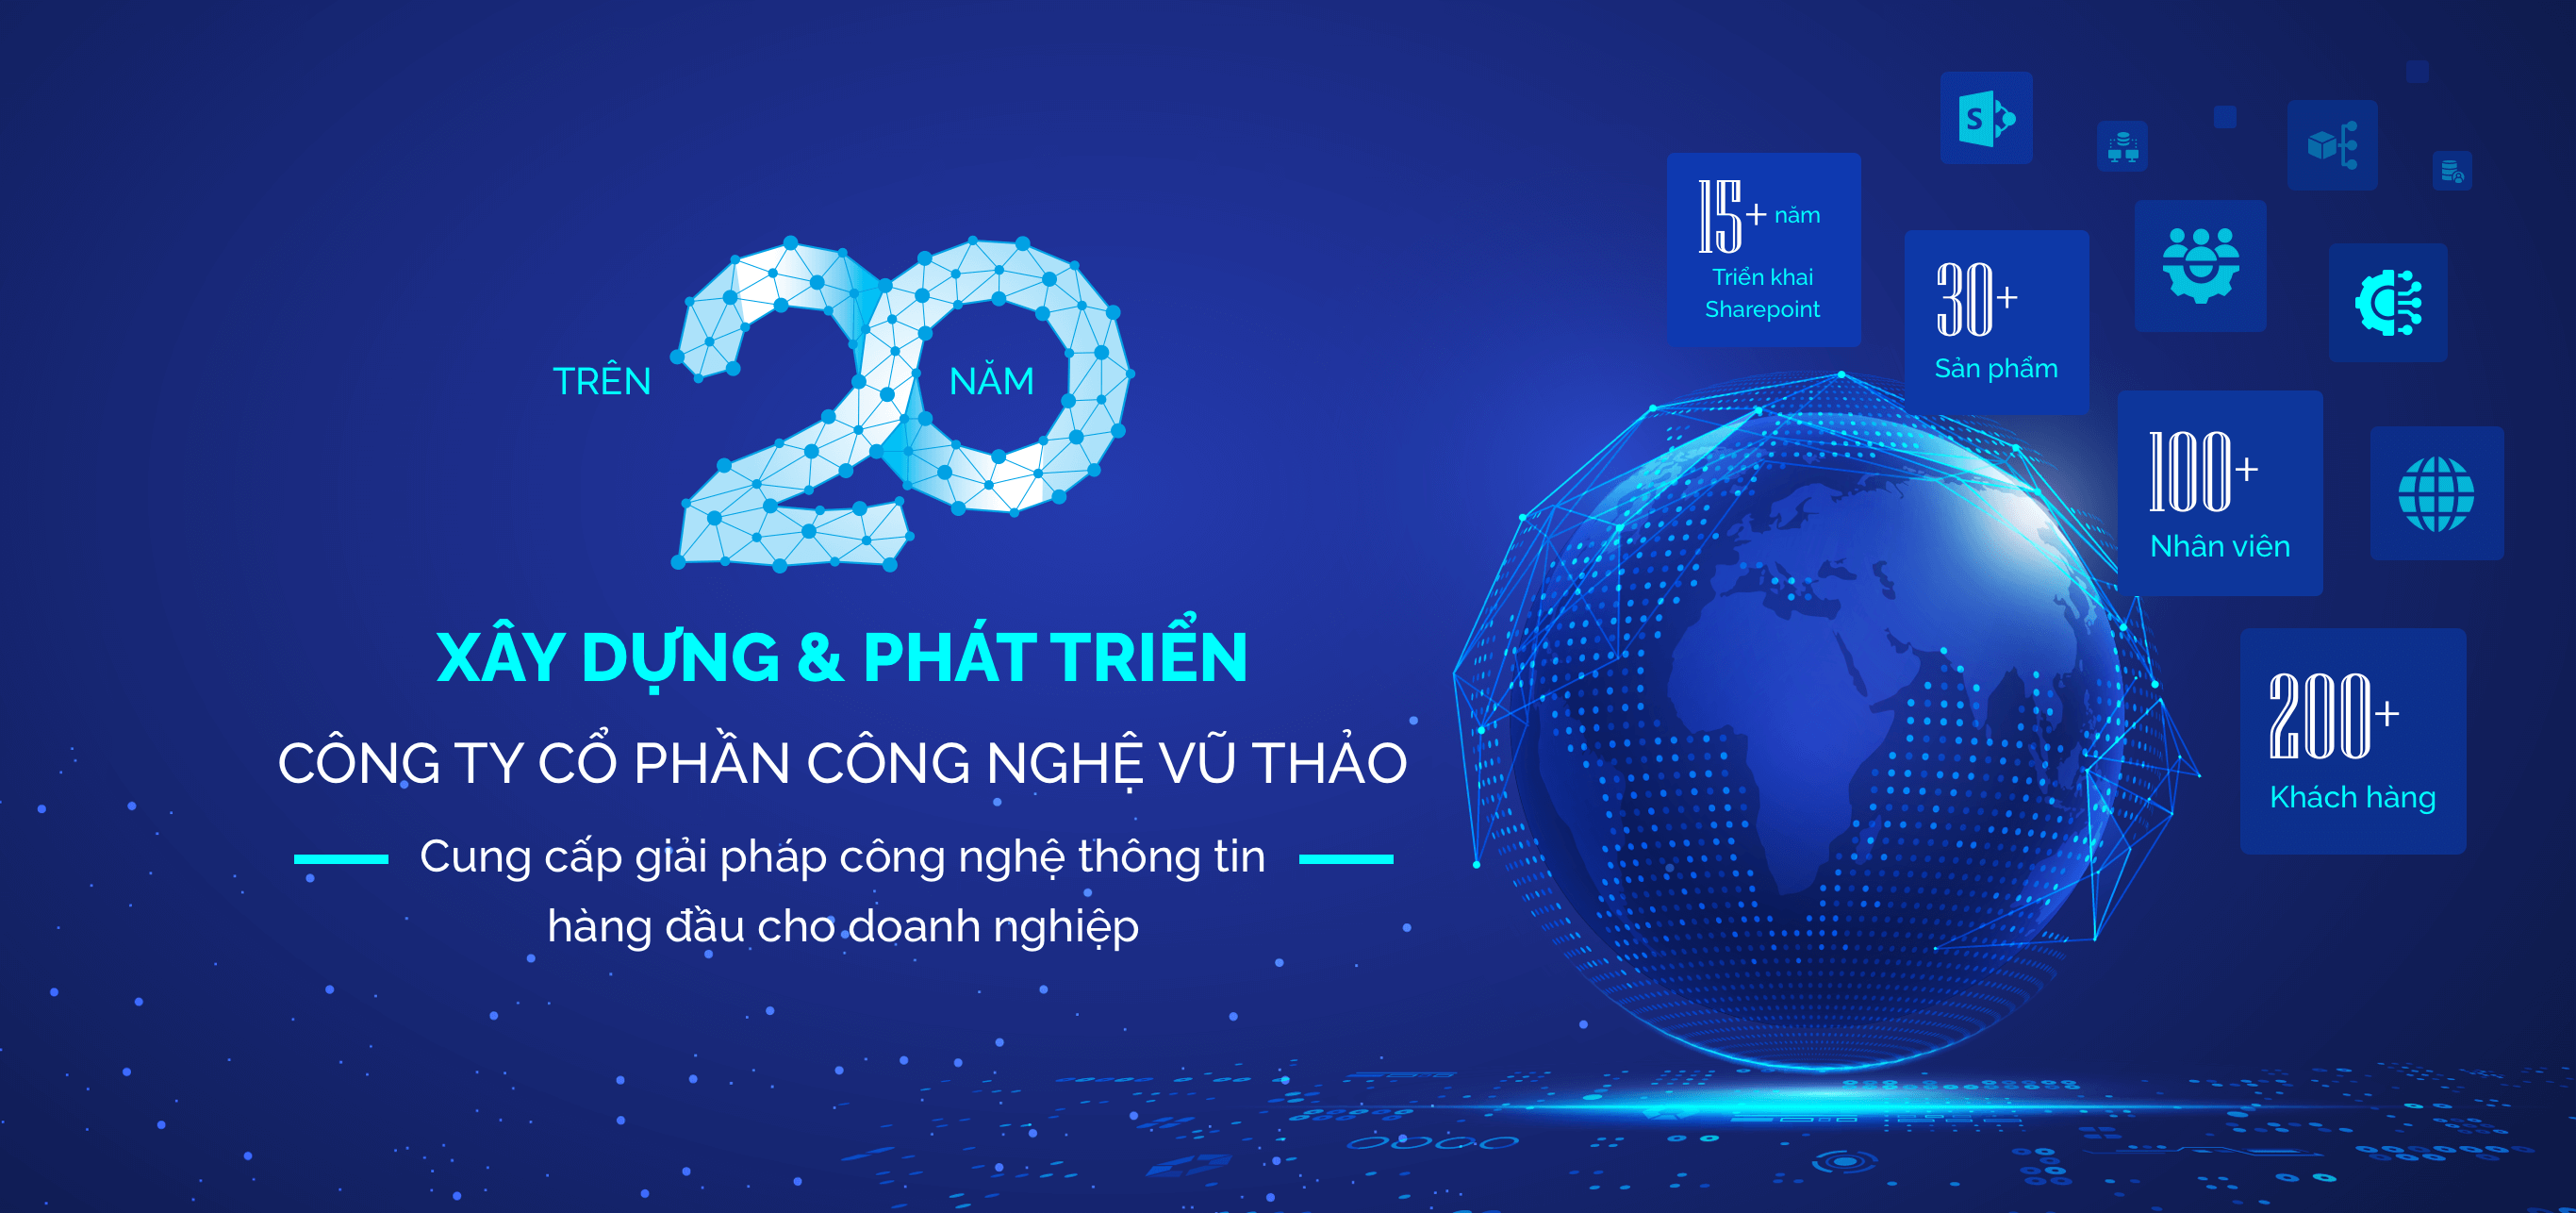 TRÊN 20 NĂM
XÂY DỰNG & PHÁT TRIỂN
CÔNG TY CỔ PHẦN CÔNG NGHỆ VŨ THẢO
Cung cấp giải pháp công nghệ thông tin
hàng đầu cho doanh nghiệp
S
15+ năm
Triển khai
Sharepoint
30+
Sản phẩm
100+
Nhân viên
200+
Khách hàng